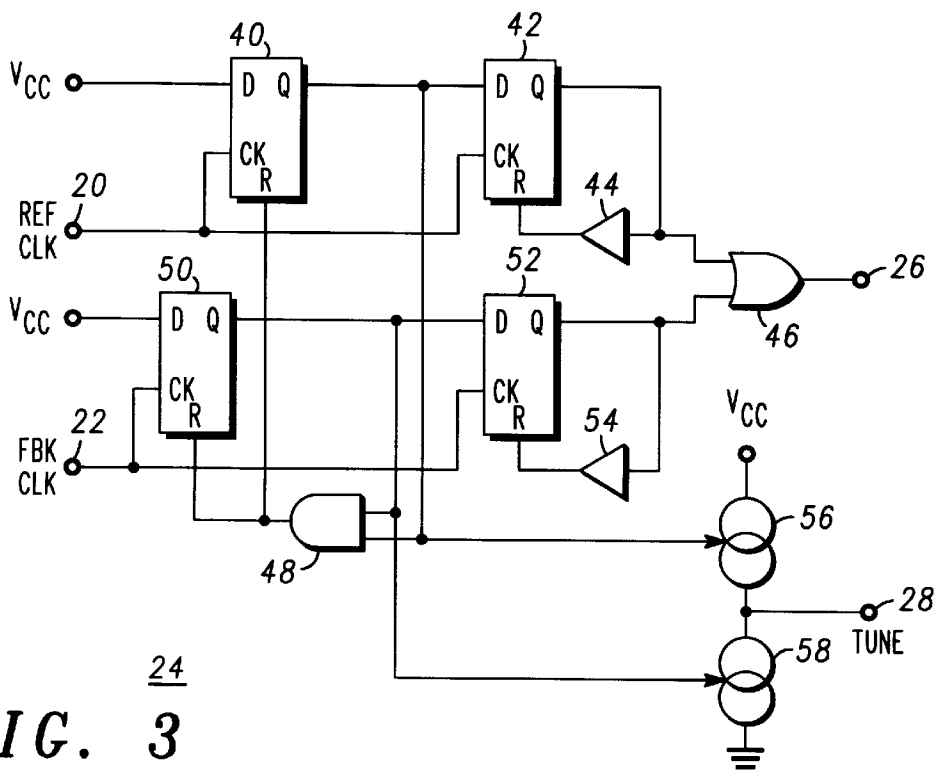 40
42
VCC
D Q
D Q
CK
CK
R
R
20
REF
CLK
44
50
52
26
VCC
D Q
D Q
46
CK
CK
R
R
22
FBK
CLK
54
VCC
48
56
28
TUNE
58
24
IG. 3